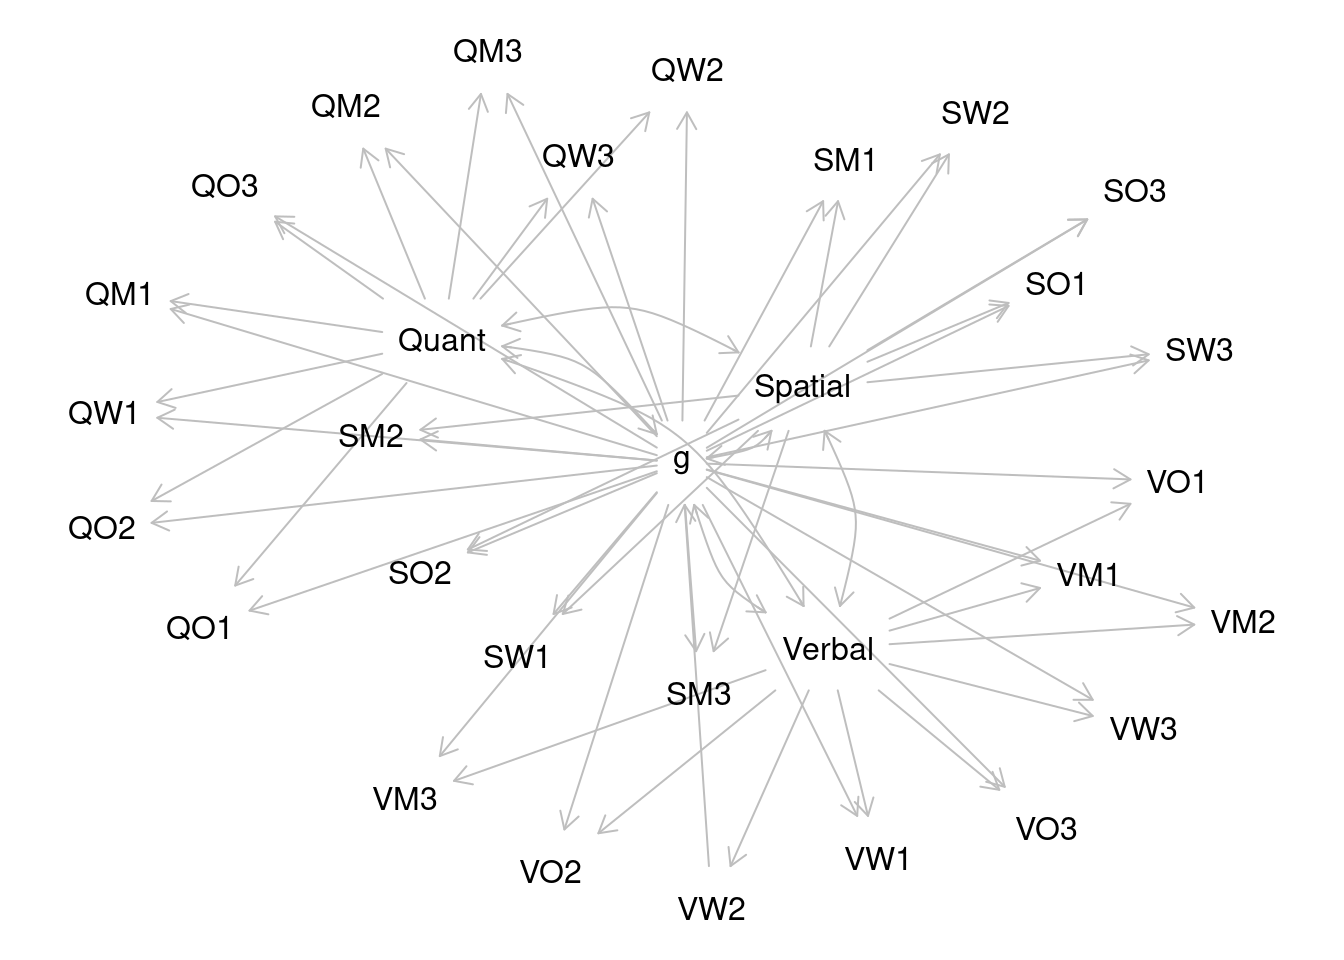 QM3
QW2
QM2
SW2
QW3
SM1
QO3
SO3
SO1
QM1
Quant
SW3
Spatial
QW1
SM2
g
VO1
QO2
SO2
VM1
QO1
VM2
Verbal
SW1
SM3
VW3
VM3
VO3
VW1
VO2
VW2